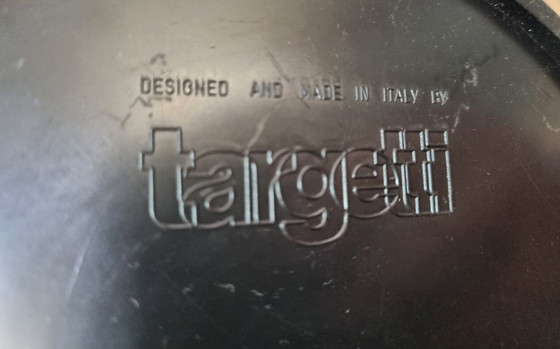 DESIGNED AND MADE IN ITALY BY
targetti